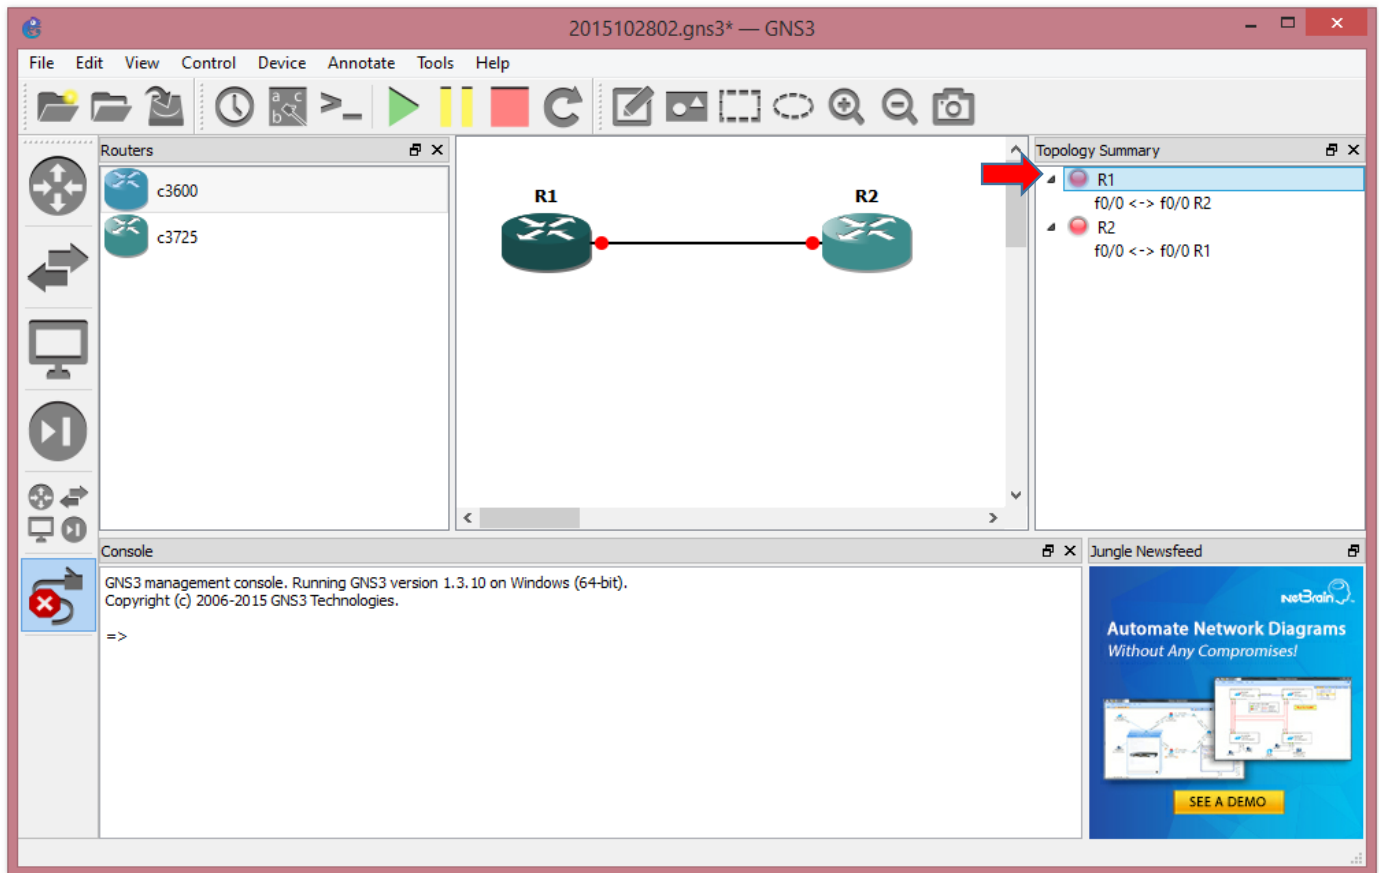 2015102802.gns3* — GNS3
File Edit View Control Device Annotate Tools Help
Routers
c3600
c3725
R1
R2
Topology Summary
R1
f0/0 <-> f0/0 R2
R2
f0/0 <-> f0/0 R1
Console
GNS3 management console. Running GNS3 version 1.3.10 on Windows (64-bit).
Copyright (c) 2006-2015 GNS3 Technologies.
=>
Jungle Newsfeed
NetBrain
Automate Network Diagrams
Without Any Compromises!
SEE A DEMO